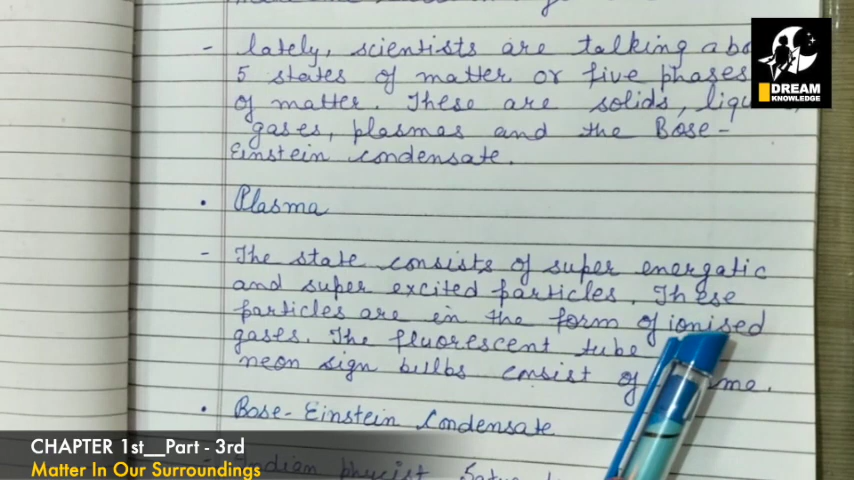 - lately, scientists are talking
5 states of matter or five phases
of matter. These are solids,
gases, plasmas and the Bose-
Einstein condensate.
• Plasma
- The state consists of super energatic
and super excited particles. These
particles are in the form of ionised
gases. The fluorescent tube
neon sign bulbs consist of
• Bose-Einstein Condensate
DREAM
KNOWLEDGE
CHAPTER 1st__Part - 3rd
Matter In Our Surroundings